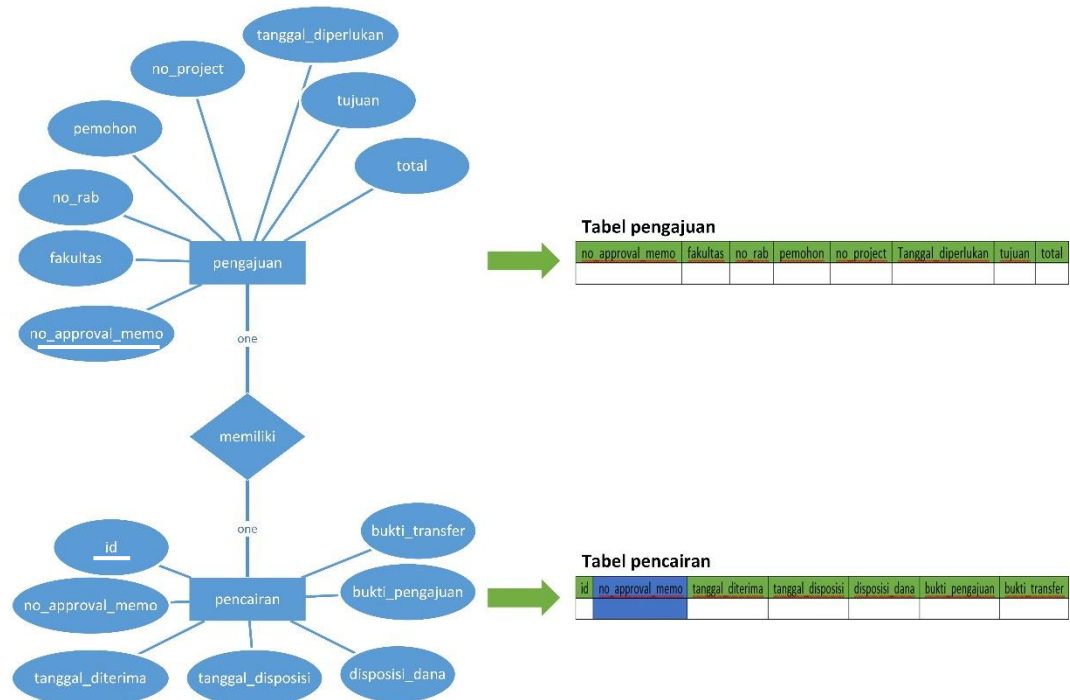 tanggal_diperlukan
no_project
tujuan
pemohon
total
no_rab
fakultas
pengajuan
no_approval_memo
one
memiliki
one
id
bukti_transfer
no_approval_memo
pencairan
bukti_pengajuan
tanggal_diterima
tanggal_disposisi
disposisi_dana
Tabel pengajuan
no_approval_memo fakultas no_rab pemohon no_project Tanggal_diperlukan tujuan total
Tabel pencairan
id no_approval_memo tanggal_diterima tanggal_disposisi disposisi_dana bukti_pengajuan bukti_transfer